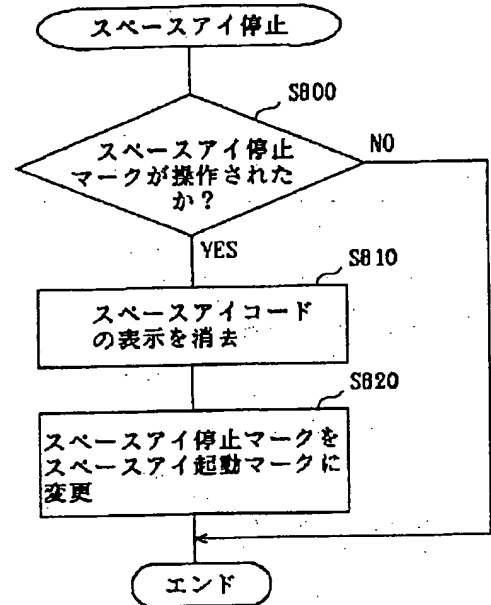 スペースアイ停止
S800
スペースアイ停止
マークが操作された
か?
NO
YES
S810
スペースアイコード
の表示を消去
S820
スペースアイ停止マークを
スペースアイ起動マークに
変更
エンド